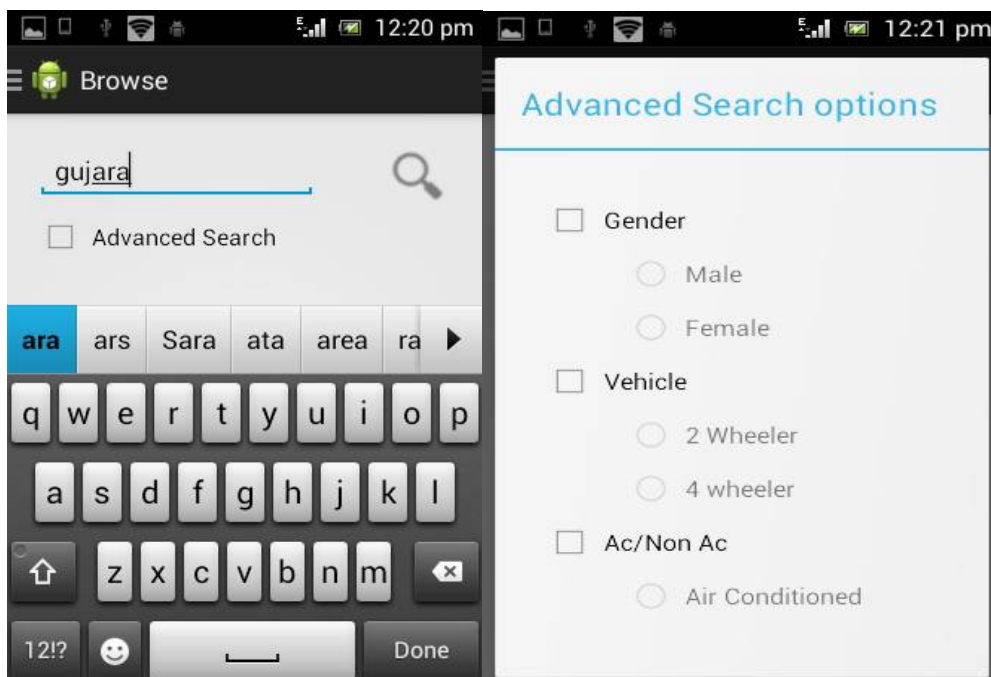 12:20 pm
Browse
gujara
Advanced Search
ara ars Sara ata area ra
q w e r t y u i o p
a s d f g h j k l
z x c v b n m
12!? Done
E 12:21 pm
Advanced Search options
Gender
Male
Female
Vehicle
2 Wheeler
4 wheeler
Ac/Non Ac
Air Conditioned